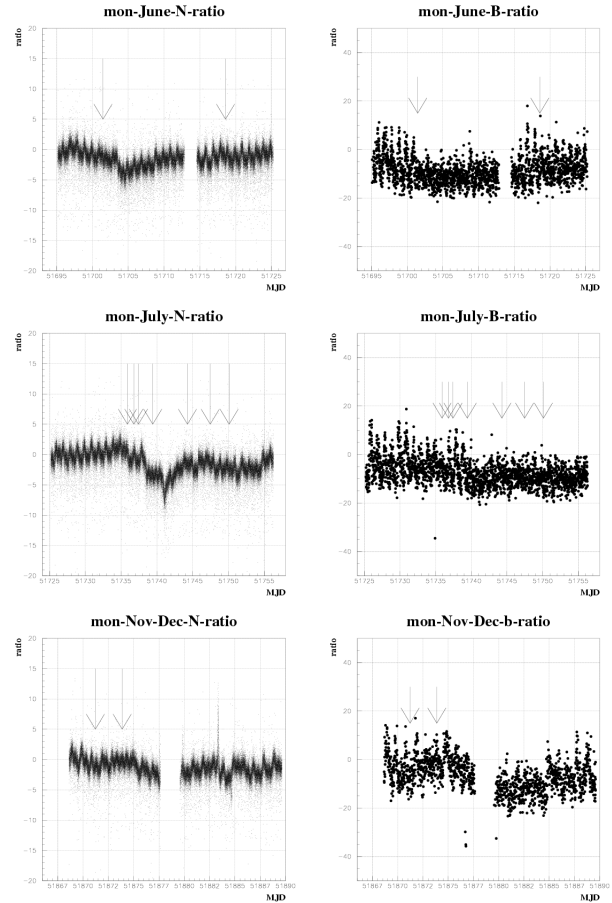 mon-June-N-ratio
ratio
20
15
10
5
0
-5
-10
-15
-20
51695 51700 51705 51710 51715 51720 51725
MJD
mon-June-B-ratio
ratio
40
20
0
-20
-40
51695 51700 51705 51710 51715 51720 51725
MJD
mon-July-N-ratio
ratio
20
15
10
5
0
-5
-10
-15
-20
51725 51730 51735 51740 51745 51750 51755
MJD
mon-July-B-ratio
ratio
40
20
0
-20
-40
51725 51730 51735 51740 51745 51750 51755
MJD
mon-Nov-Dec-N-ratio
ratio
20
15
10
5
0
-5
-10
-15
-20
51867 51870 51872 51875 51877 51880 51882 51885 51887 51890
MJD
mon-Nov-Dec-b-ratio
ratio
40
20
0
-20
-40
51867 51870 51872 51875 51877 51880 51882 51885 51887 51890
MJD